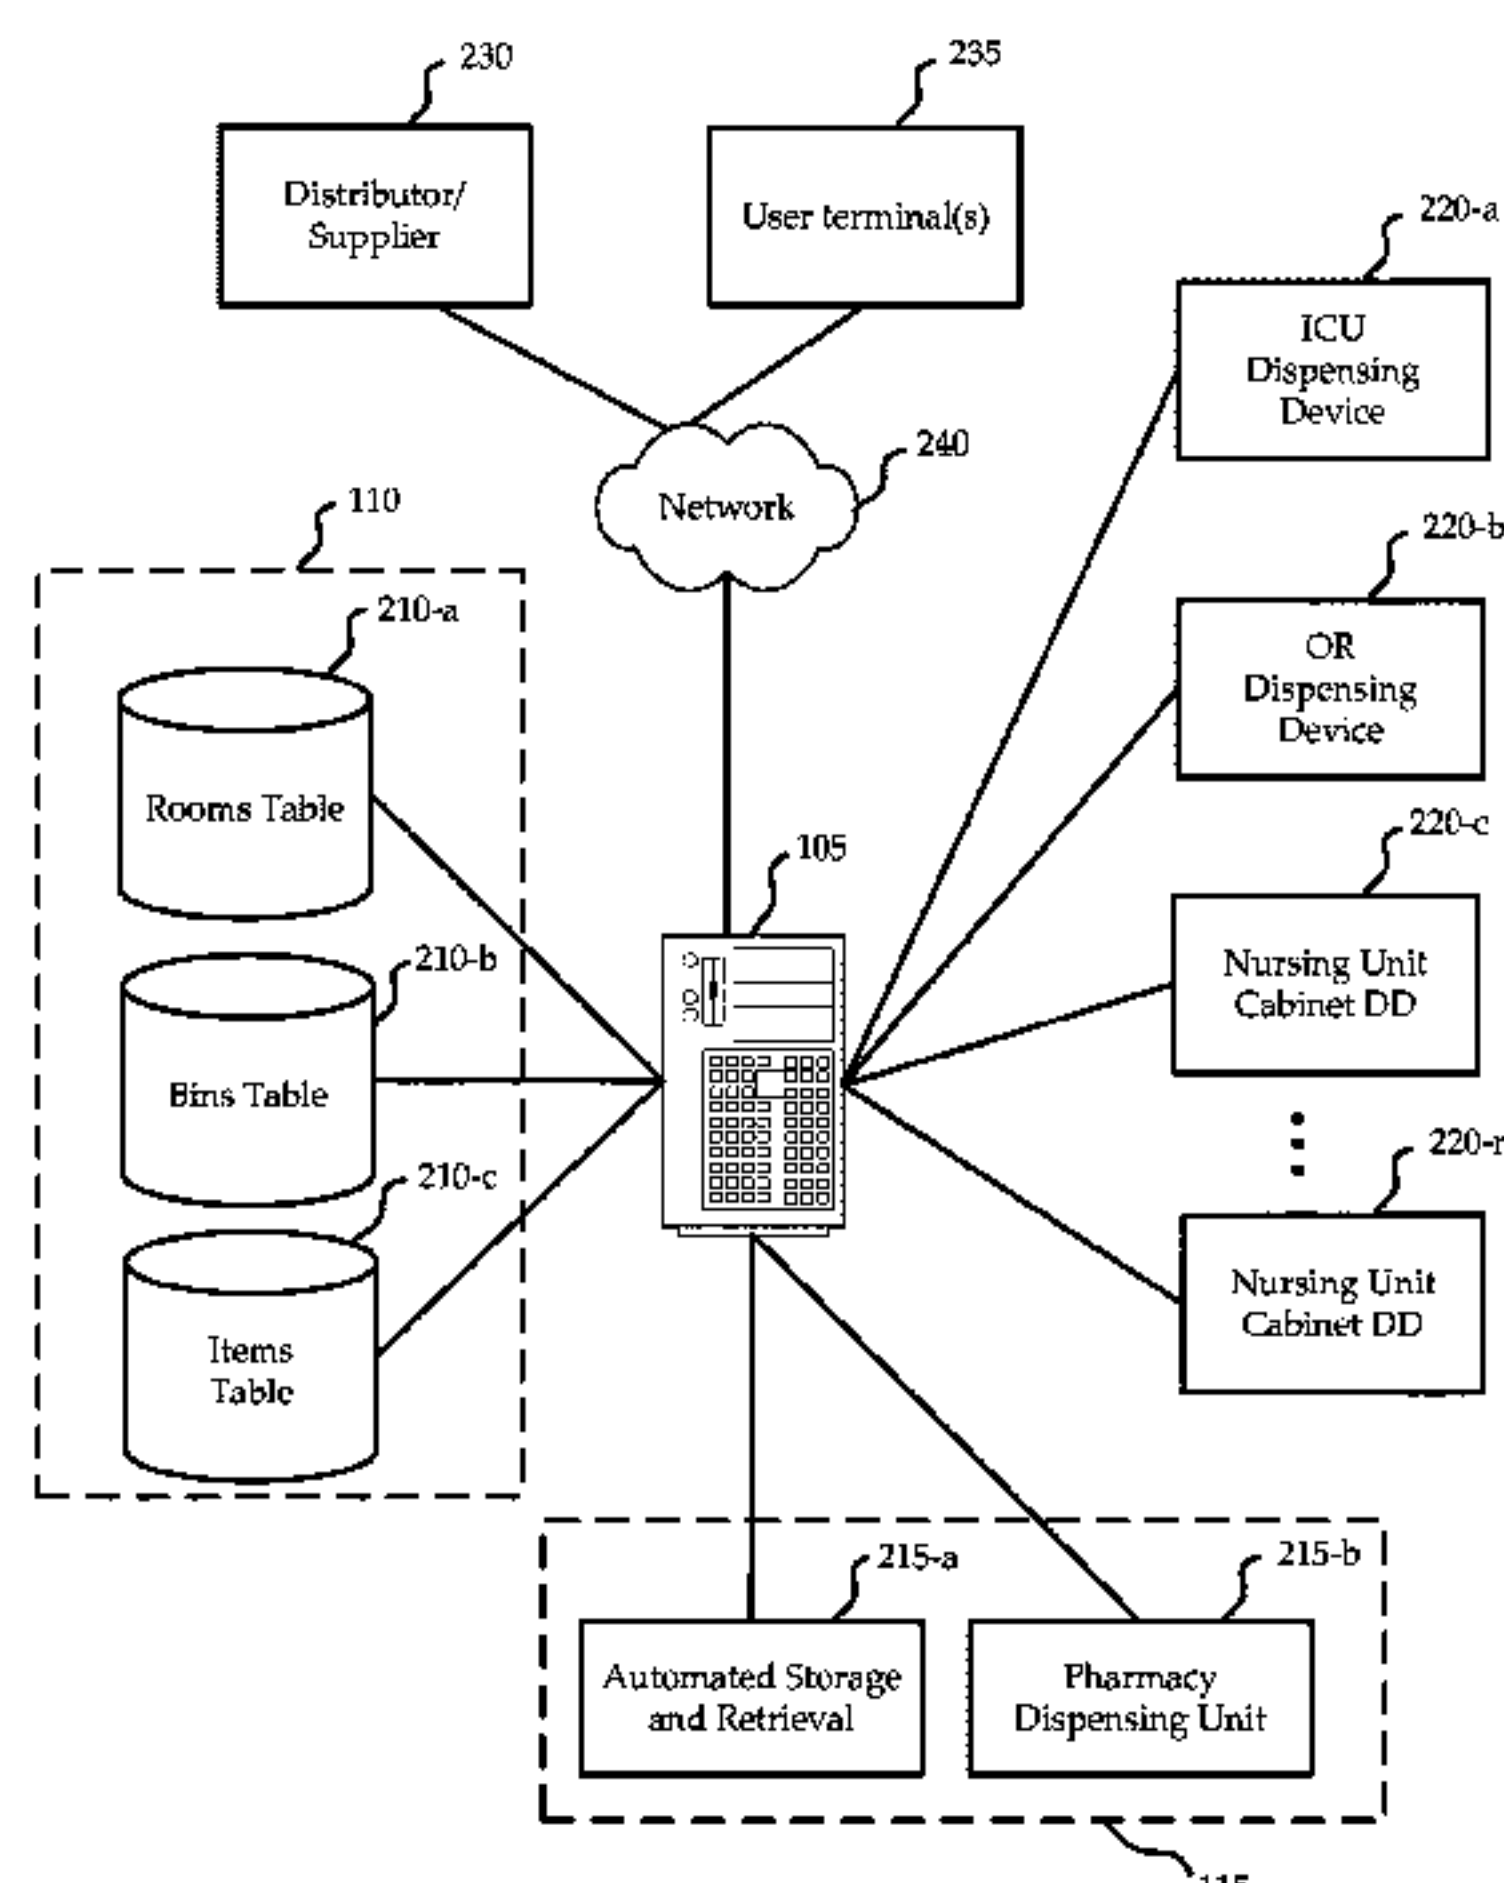 230
235
Distributor/
Supplier
User terminal(s)
220-a
ICU
Dispensing
Device
240
Network
110
220-b
OR
Dispensing
Device
210-a
Rooms Table
220-c
105
Nursing Unit
Cabinet DD
210-b
Bins Table
220-n
210-c
Nursing Unit
Cabinet DD
Items
Table
215-a
215-b
Automated Storage
and Retrieval
Pharmacy
Dispensing Unit
115